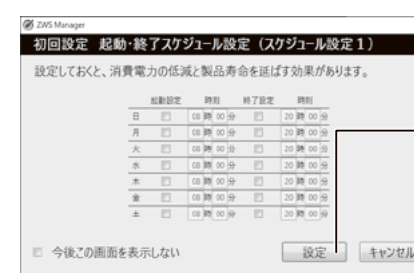 ZWS Manager
初回設定 起動・終了スケジュール設定（スケジュール設定１）
設定しておくと、消費電力の低減と製品寿命を延ばす効果があります。
起動設定 時刻 終了設定 時刻
日 08 時 00 分 20 時 00 分
月 08 時 00 分 20 時 00 分
火 08 時 00 分 20 時 00 分
水 08 時 00 分 20 時 00 分
木 08 時 00 分 20 時 00 分
金 08 時 00 分 20 時 00 分
土 08 時 00 分 20 時 00 分
今後この画面を表示しない 設定 キャンセル